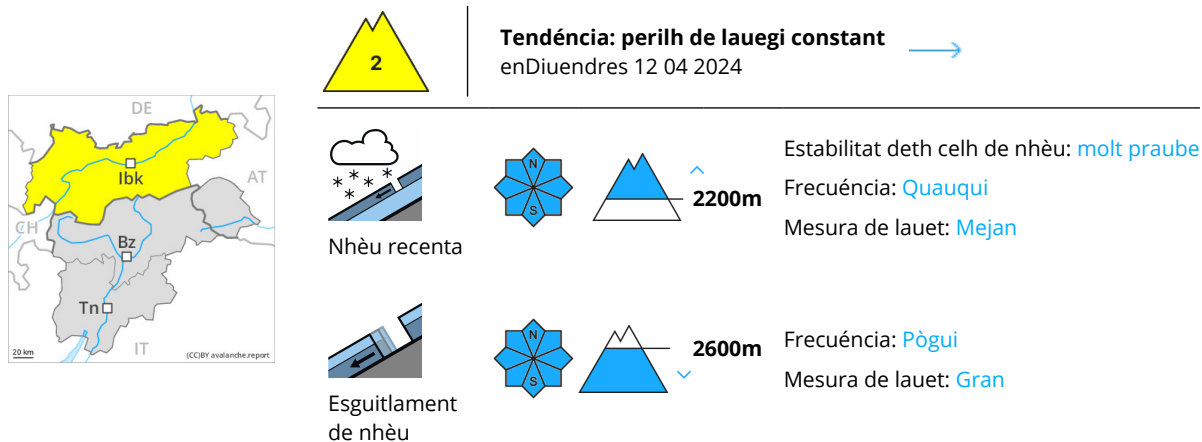 2
Tendéncia: perilh de lauegi constant
enDiuendres 12 04 2024
DE
Ibk
AT
CH
Bz
Tn
IT
20 km
(CC)BY avalanche.report
N
S
2200m
Nhèu recenta
Estabilitat deth celh de nhèu: molt praube
Frecuéncia: Quauqui
Mesura de lauet: Mejan
N
S
2600m
Esguitlament
de nhèu
Frecuéncia: Pògui
Mesura de lauet: Gran